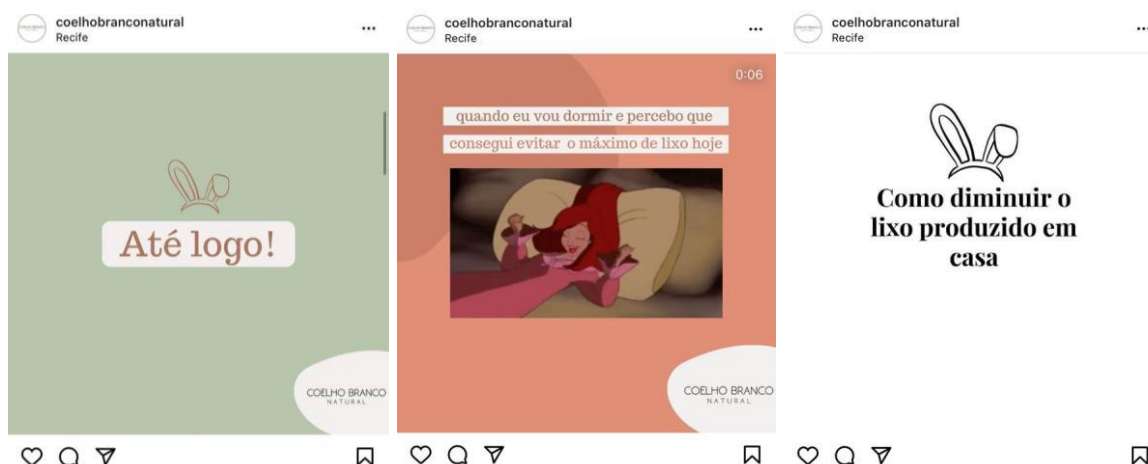 coelhobranconatural
Recife
Até logo!
COELHO BRANCO
NATURAL
coelhobranconatural
Recife
0:06
quando eu vou dormir e percebo que
consegui evitar o máximo de lixo hoje
COELHO BRANCO
NATURAL
coelhobranconatural
Recife
Como diminuir o
lixo produzido em
casa